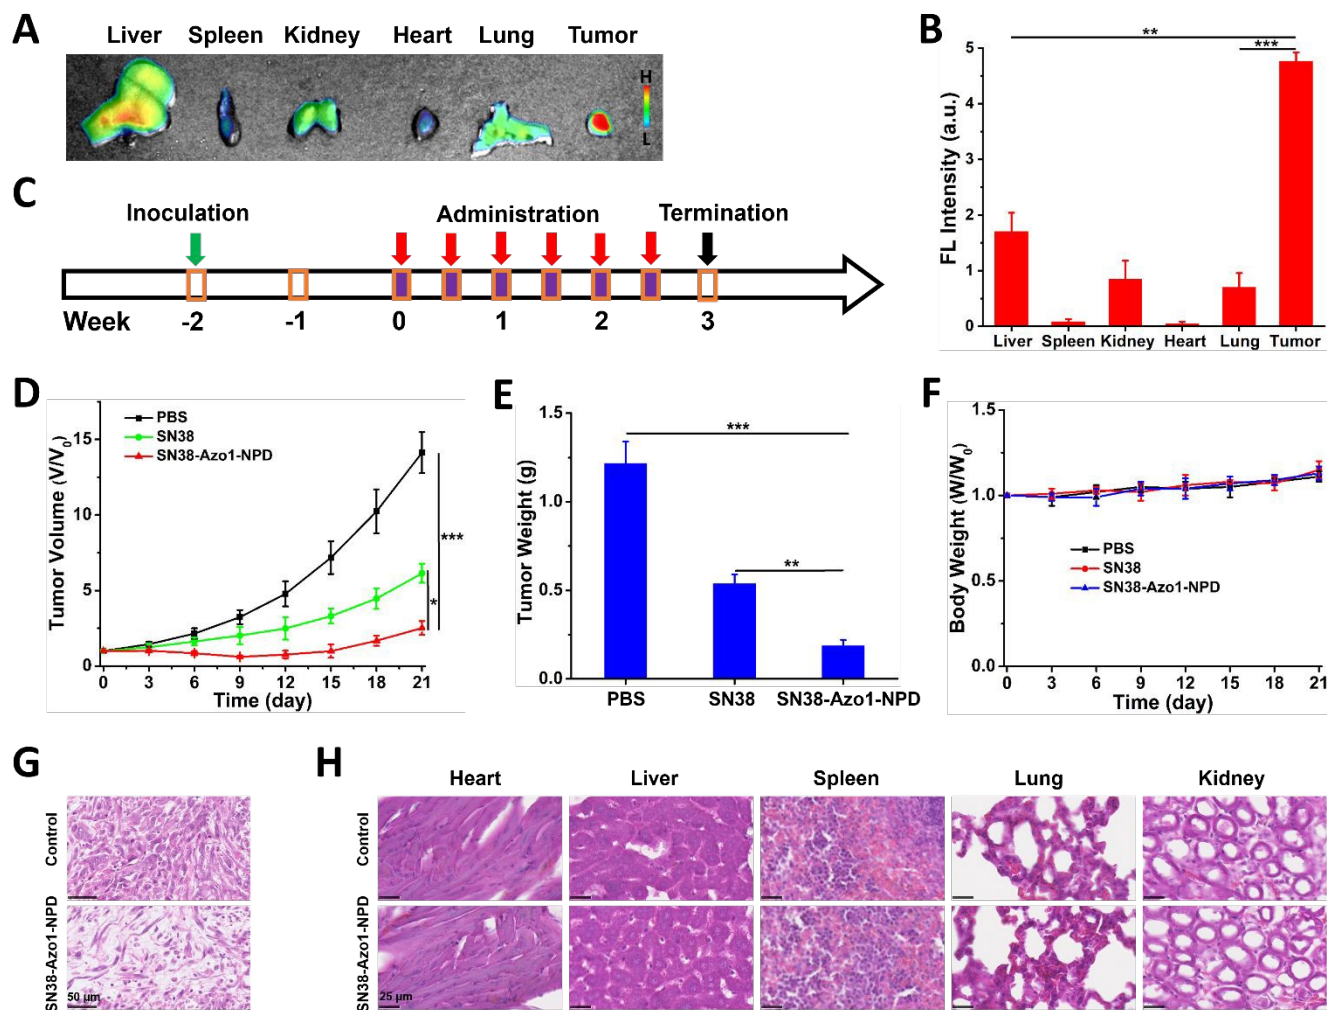 A
Liver Spleen Kidney Heart Lung Tumor
H
L
B
FL Intensity (a.u.)
5
4
3
2
1
0
**
***
Liver Spleen Kidney Heart Lung Tumor
C
Inoculation Administration Termination
Week -2 -1 0 1 2 3
D
Tumor Volume (V/V0)
15
10
5
0
PBS
SN38
SN38-Azo1-NPD
***
*
0 3 6 9 12 15 18 21
Time (day)
E
Tumor Weight (g)
1.5
1.0
0.5
0.0
***
**
PBS SN38 SN38-Azo1-NPD
F
Body Weight (W/W0)
1.5
1.0
0.5
0.0
PBS
SN38
SN38-Azo1-NPD
0 3 6 9 12 15 18 21
Time (day)
G
Control
SN38-Azo1-NPD
50 μm
H
Heart Liver Spleen Lung Kidney
Control
SN38-Azo1-NPD
25 μm